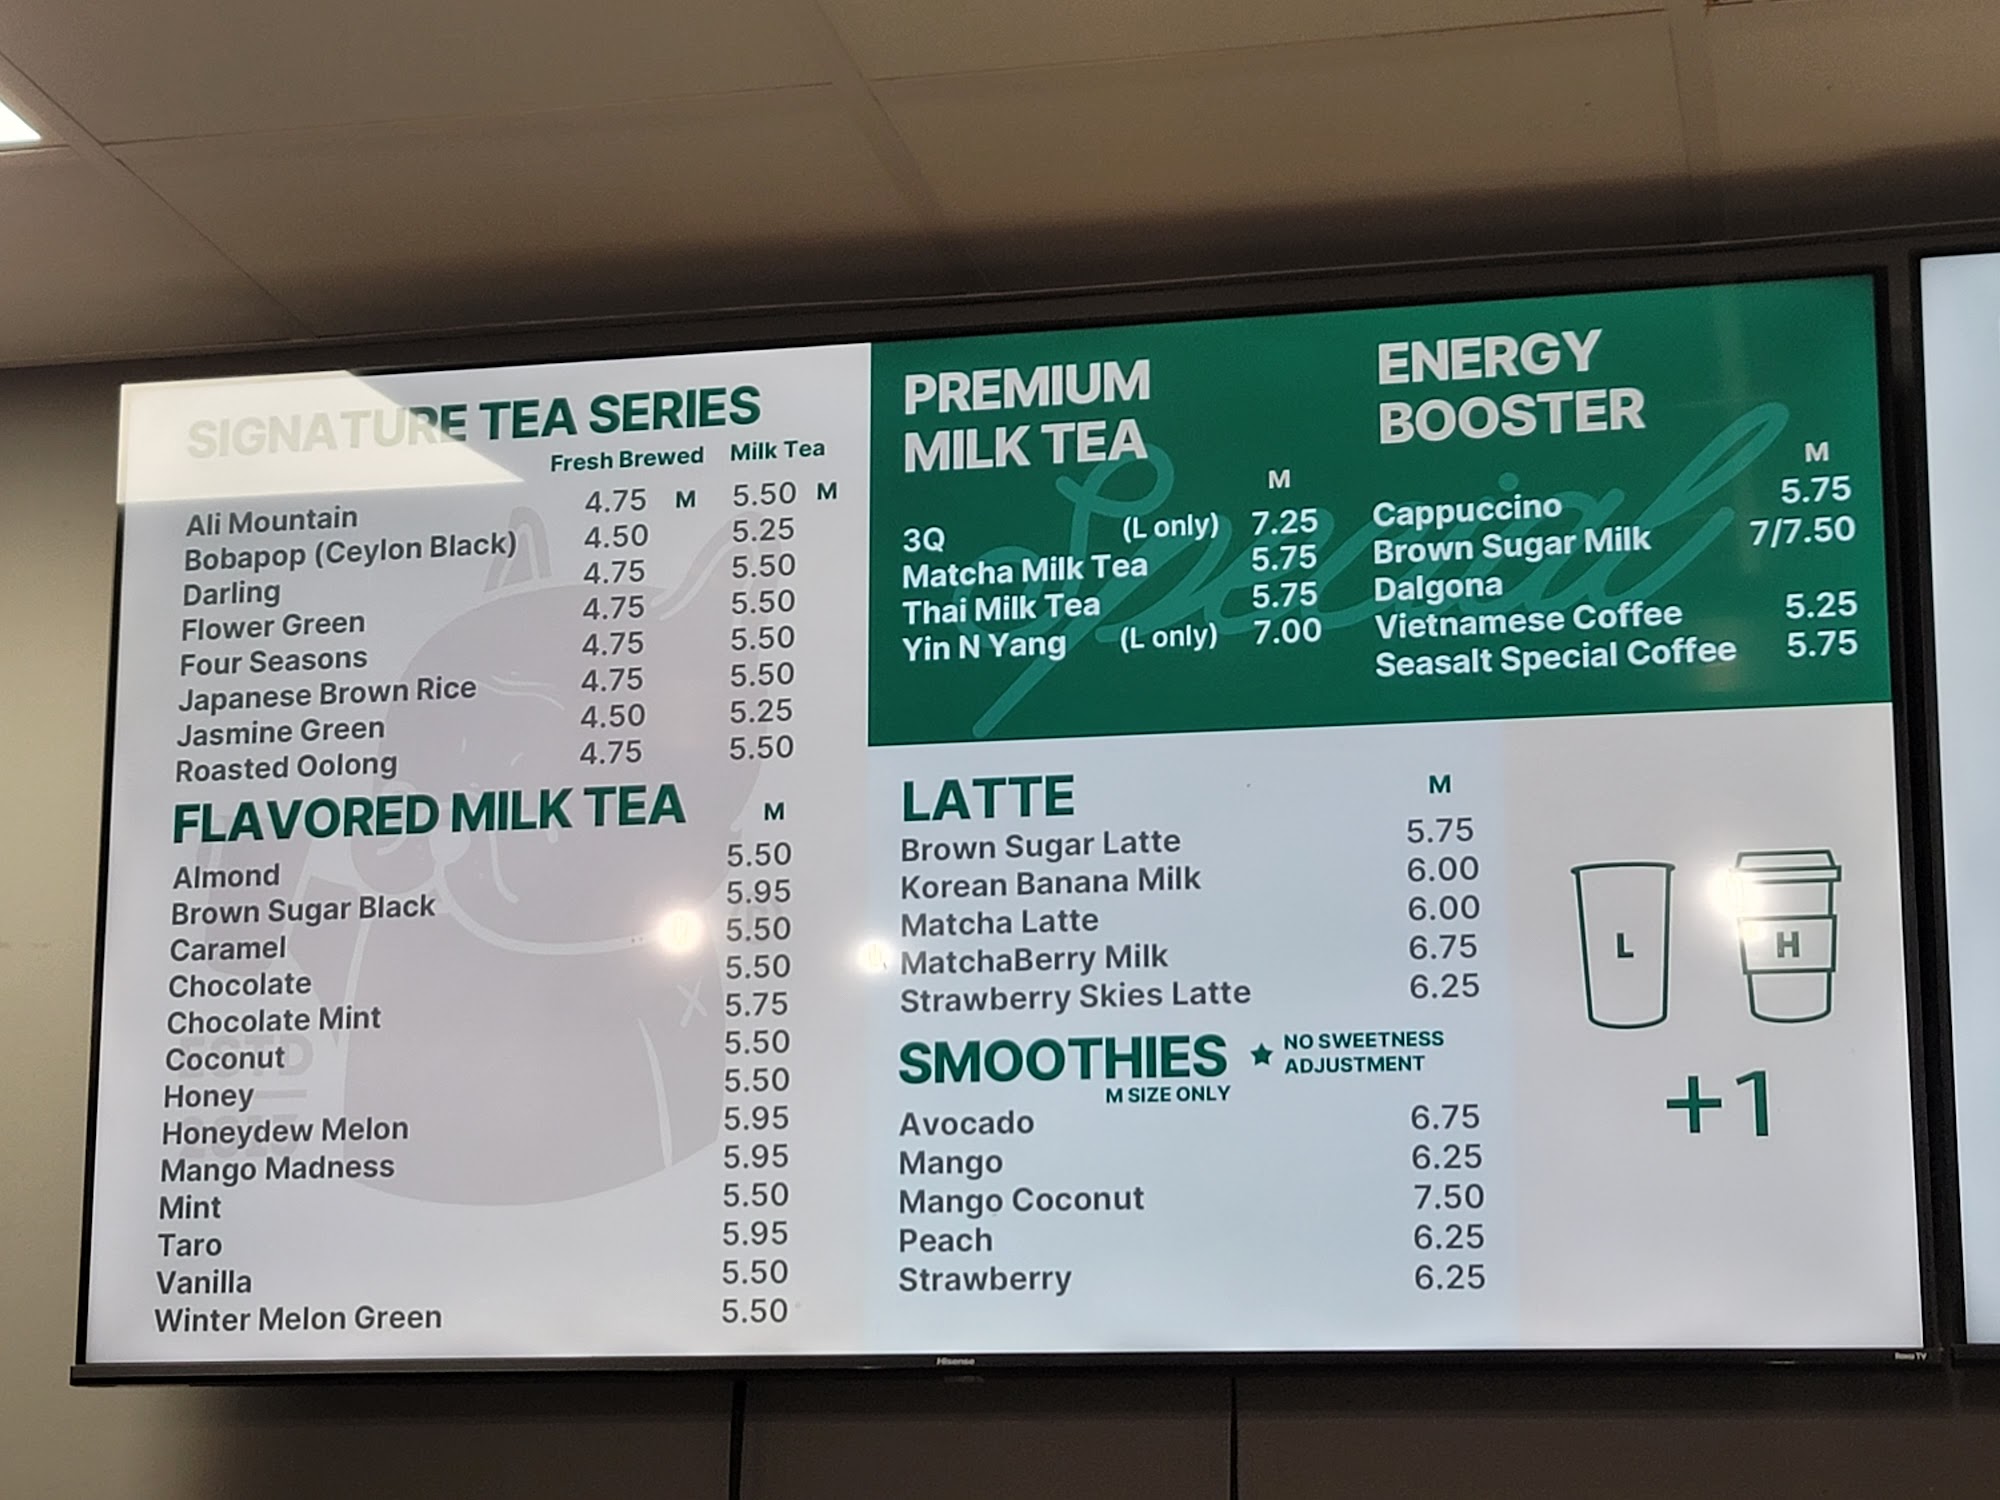 SIGNATURE TEA SERIES
Fresh Brewed Milk Tea
Ali Mountain 4.75 M 5.50 M
Bobapop (Ceylon Black) 4.50 5.25
Darling 4.75 5.50
Flower Green 4.75 5.50
Four Seasons 4.75 5.50
Japanese Brown Rice 4.75 5.50
Jasmine Green 4.50 5.25
Roasted Oolong 4.75 5.50
FLAVORED MILK TEA M
Almond 5.50
Brown Sugar Black 5.95
Caramel 5.50
Chocolate 5.50
Chocolate Mint 5.75
Coconut 5.50
Honey 5.50
Honeydew Melon 5.95
Mango Madness 5.95
Mint 5.50
Taro 5.95
Vanilla 5.50
Winter Melon Green 5.50
ESTD
PREMIUM
MILK TEA
M
3Q (L only) 7.25
Matcha Milk Tea 5.75
Thai Milk Tea 5.75
Yin N Yang (L only) 7.00
Special
ENERGY
BOOSTER
M
Cappuccino 5.75
Brown Sugar Milk 7/7.50
Dalgona
Vietnamese Coffee 5.25
Seasalt Special Coffee 5.75
LATTE M
Brown Sugar Latte 5.75
Korean Banana Milk 6.00
Matcha Latte 6.00
MatchaBerry Milk 6.75
Strawberry Skies Latte 6.25
SMOOTHIES ★ NO SWEETNESS
ADJUSTMENT
M SIZE ONLY
Avocado 6.75
Mango 6.25
Mango Coconut 7.50
Peach 6.25
Strawberry 6.25
L H
+1
Hisense
Roku TV